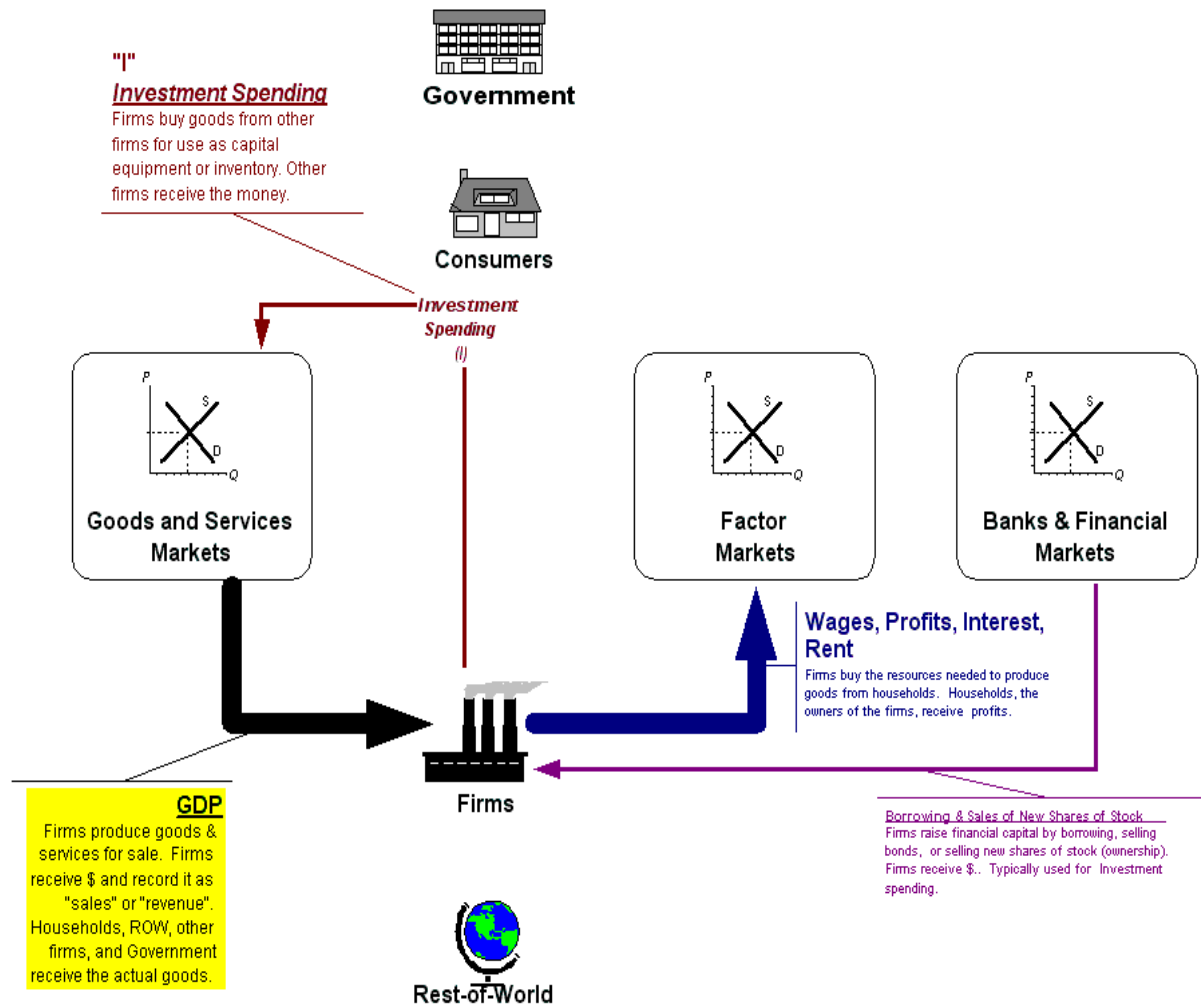 "I"
Investment Spending
Firms buy goods from other
firms for use as capital
equipment or inventory. Other
firms receive the money.
Government
Consumers
Investment
Spending
(I)
P
S
D
Q
Goods and Services
Markets
P
S
D
Q
Factor
Markets
P
S
D
Q
Banks & Financial
Markets
Wages, Profits, Interest,
Rent
Firms buy the resources needed to produce
goods from households.  Households, the
owners of the firms, receive  profits.
Firms
GDP
Firms produce goods &
services for sale.  Firms
receive $ and record it as
"sales" or "revenue".
Households, ROW, other
firms, and Government
receive the actual goods.
Borrowing & Sales of New Shares of Stock
Firms raise financial capital by borrowing, selling
bonds,  or selling new shares of stock (ownership).
Firms receive $..  Typically used for  Investment
spending.
Rest-of-World